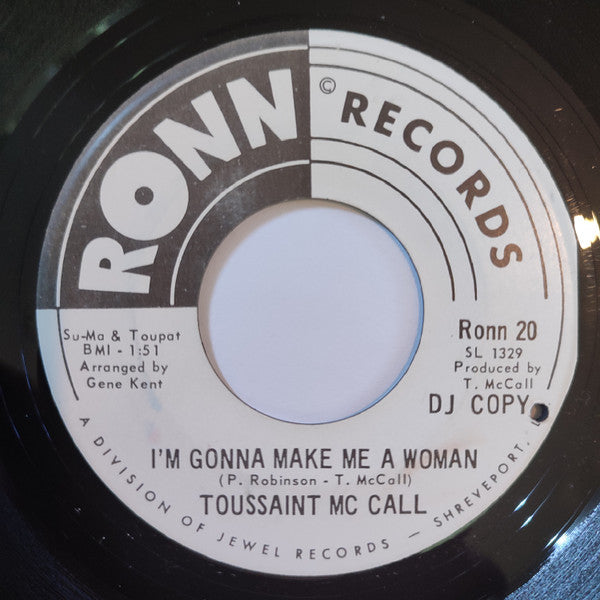 RONN
© RECORDS
Su-Ma & Toupat
BMI - 1:51
Arranged by
Gene Kent
Ronn 20
SL 1329
Produced by
T. McCall
DJ COPY
I'M GONNA MAKE ME A WOMAN
(P. Robinson - T. McCall)
TOUSSAINT MC CALL
A DIVISION OF JEWEL RECORDS — SHREVEPORT,